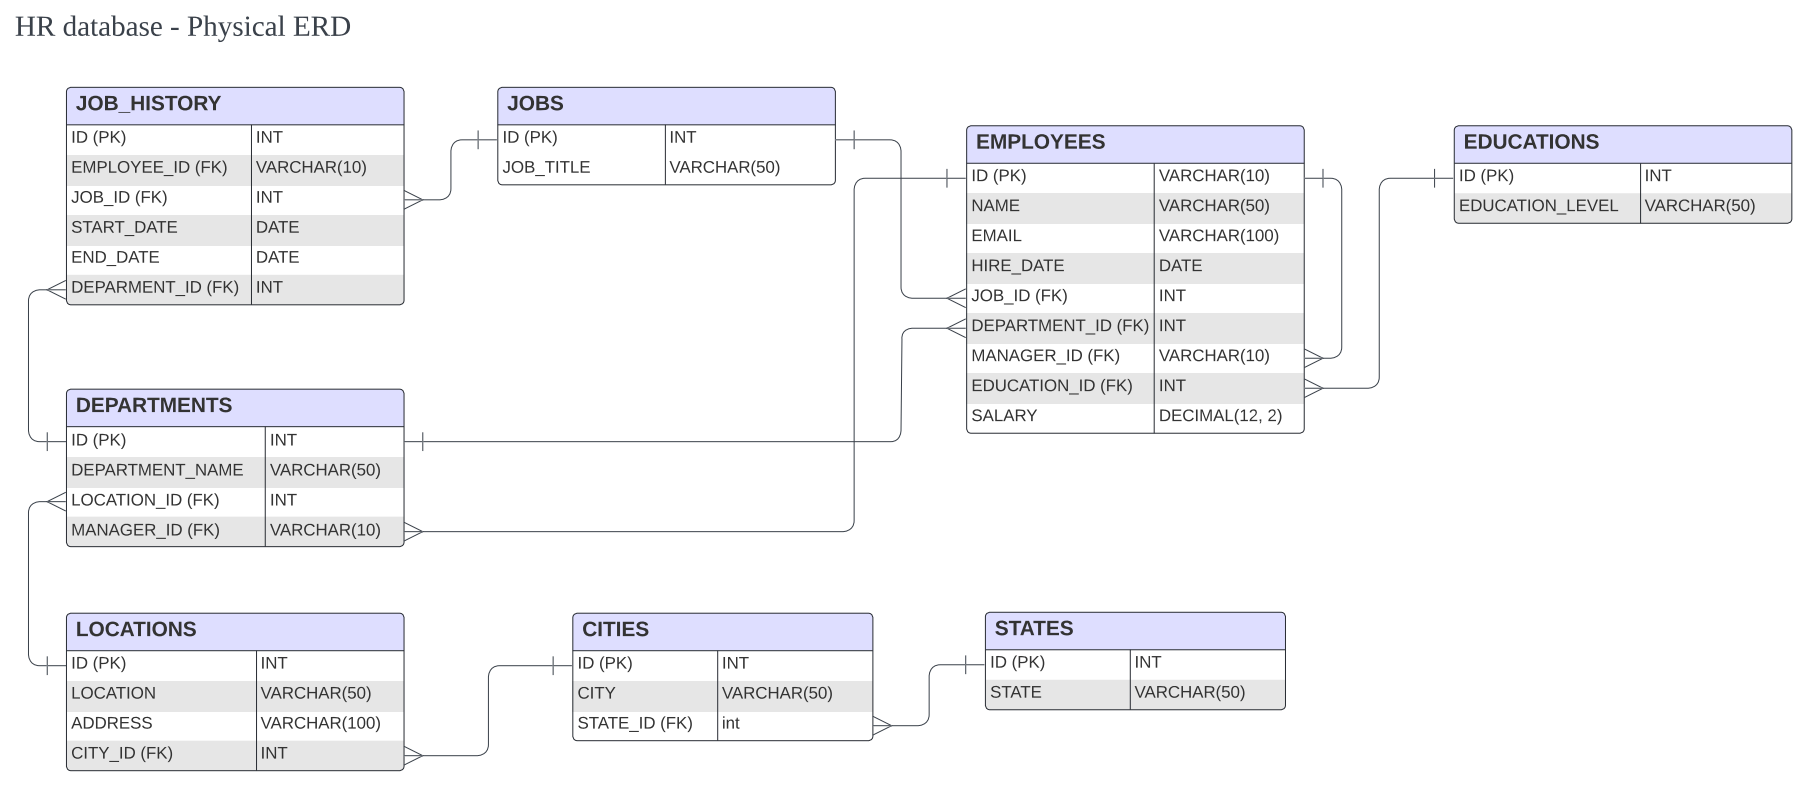 HR database - Physical ERD
JOB_HISTORY
ID (PK) INT
EMPLOYEE_ID (FK) VARCHAR(10)
JOB_ID (FK) INT
START_DATE DATE
END_DATE DATE
DEPARMENT_ID (FK) INT
JOBS
ID (PK) INT
JOB_TITLE VARCHAR(50)
EMPLOYEES
ID (PK) VARCHAR(10)
NAME VARCHAR(50)
EMAIL VARCHAR(100)
HIRE_DATE DATE
JOB_ID (FK) INT
DEPARTMENT_ID (FK) INT
MANAGER_ID (FK) VARCHAR(10)
EDUCATION_ID (FK) INT
SALARY DECIMAL(12, 2)
EDUCATIONS
ID (PK) INT
EDUCATION_LEVEL VARCHAR(50)
DEPARTMENTS
ID (PK) INT
DEPARTMENT_NAME VARCHAR(50)
LOCATION_ID (FK) INT
MANAGER_ID (FK) VARCHAR(10)
LOCATIONS
ID (PK) INT
LOCATION VARCHAR(50)
ADDRESS VARCHAR(100)
CITY_ID (FK) INT
CITIES
ID (PK) INT
CITY VARCHAR(50)
STATE_ID (FK) int
STATES
ID (PK) INT
STATE VARCHAR(50)